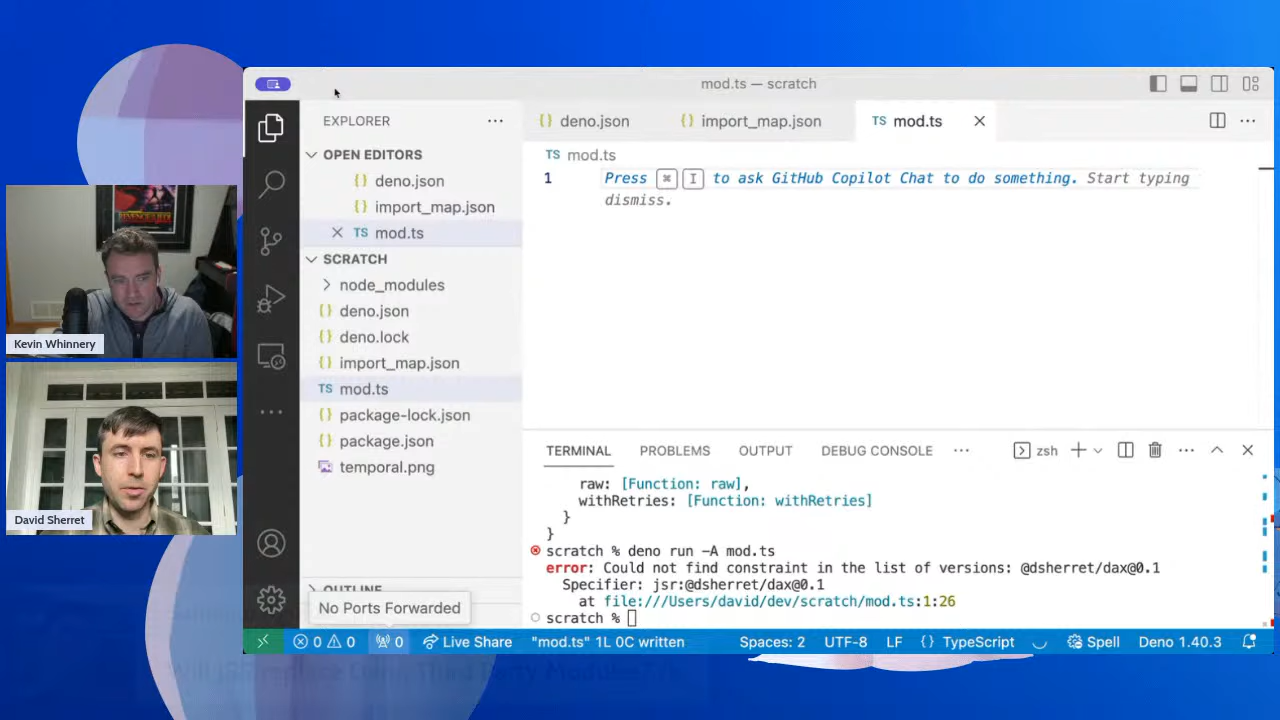 mod.ts — scratch
EXPLORER
OPEN EDITORS
deno.json
import_map.json
TS mod.ts
SCRATCH
node_modules
deno.json
deno.lock
import_map.json
TS mod.ts
package-lock.json
package.json
temporal.png
OUTLINE
No Ports Forwarded
deno.json
import_map.json
TS mod.ts
TS mod.ts
1 Press ⌘ I to ask GitHub Copilot Chat to do something. Start typing
dismiss.
TERMINAL PROBLEMS OUTPUT DEBUG CONSOLE zsh
raw: [Function: raw],
withRetries: [Function: withRetries]
}
}
scratch % deno run -A mod.ts
error: Could not find constraint in the list of versions: @dsherret/dax@0.1
Specifier: jsr:@dsherret/dax@0.1
at file:///Users/david/dev/scratch/mod.ts:1:26
scratch %
0 0 0 Live Share "mod.ts" 1L 0C written Spaces: 2 UTF-8 LF {} TypeScript Spell Deno 1.40.3
Kevin Whinnery
David Sherret